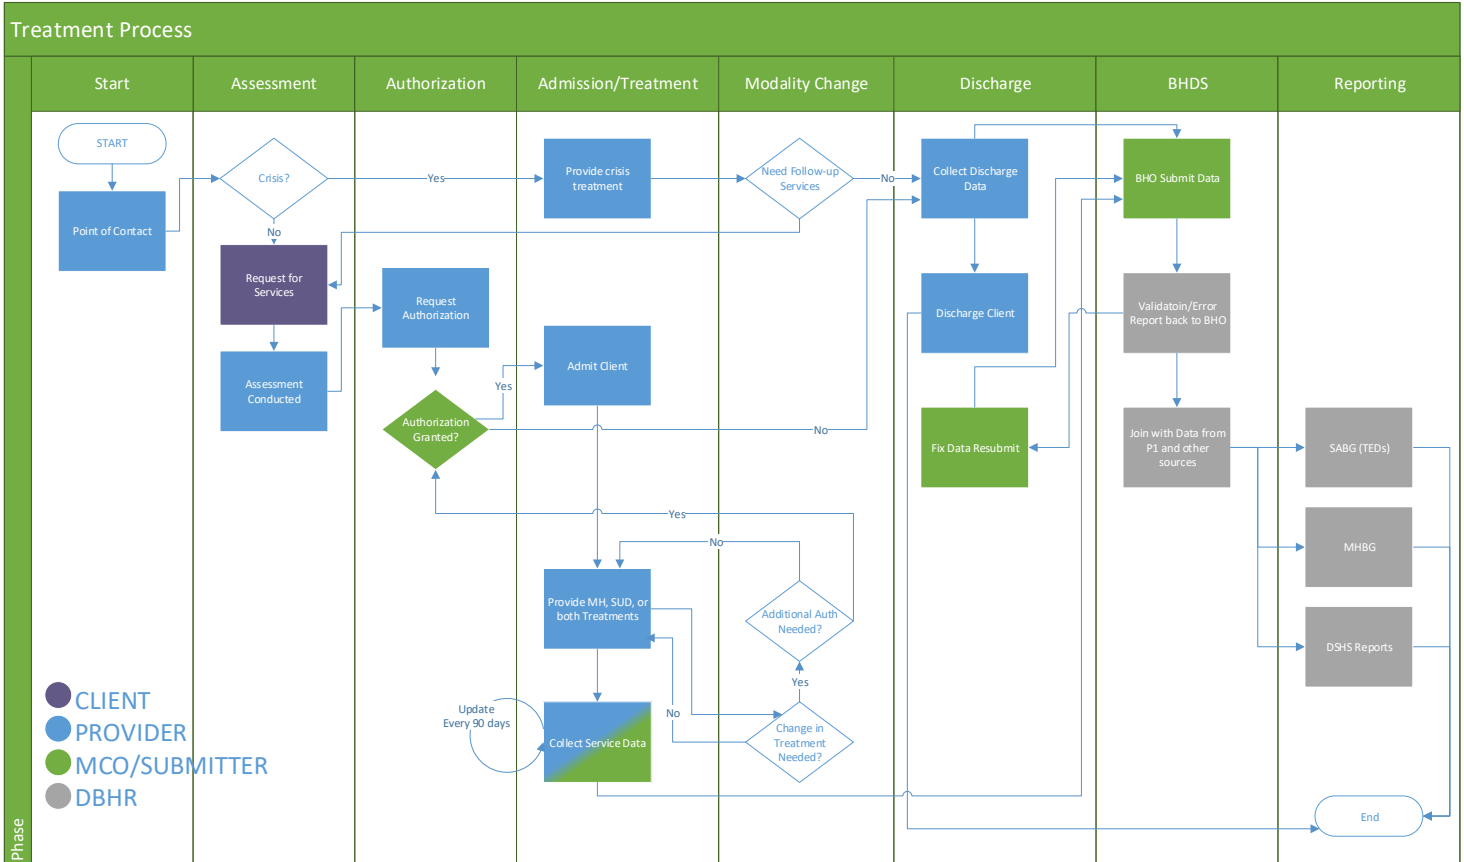 Treatment Process
Phase
Start
Assessment
Authorization
Admission/Treatment
Modality Change
Discharge
BHDS
Reporting
START
Point of Contact
Crisis?
Yes
No
Provide crisis
treatment
Need Follow-up
Services
No
Collect Discharge
Data
BHO Submit Data
Request for
Services
Request
Authorization
Discharge Client
Validatoin/Error
Report back to BHO
Assessment
Conducted
Admit Client
Yes
Authorization
Granted?
No
Fix Data Resubmit
Join with Data from
P1 and other
sources
SABG (TEDs)
Yes
No
MHBG
Provide MH, SUD, or
both Treatments
Additional Auth
Needed?
DSHS Reports
Yes
No
Update
Every 90 days
Collect Service Data
Change in
Treatment
Needed?
CLIENT
PROVIDER
MCO/SUBMITTER
DBHR
End